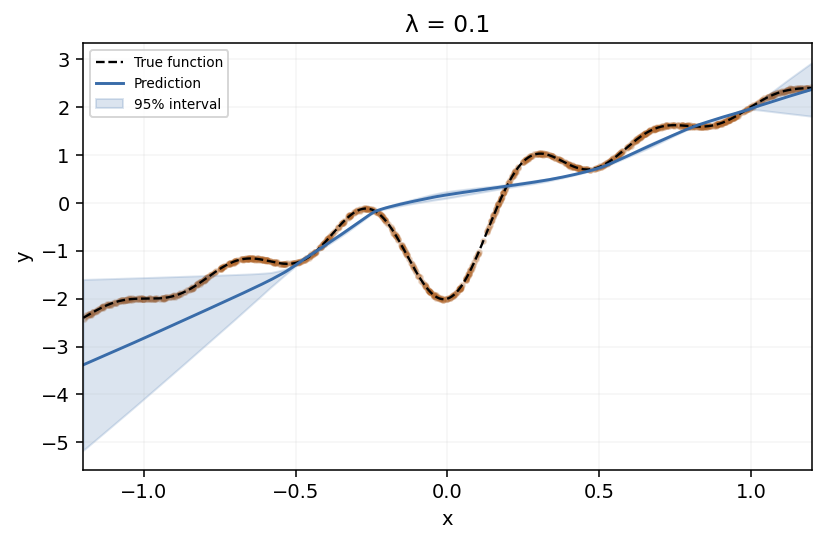 λ = 0.1
True function
Prediction
95% interval
3
2
1
0
−1
−2
−3
−4
−5
y
−1.0 −0.5 0.0 0.5 1.0
x